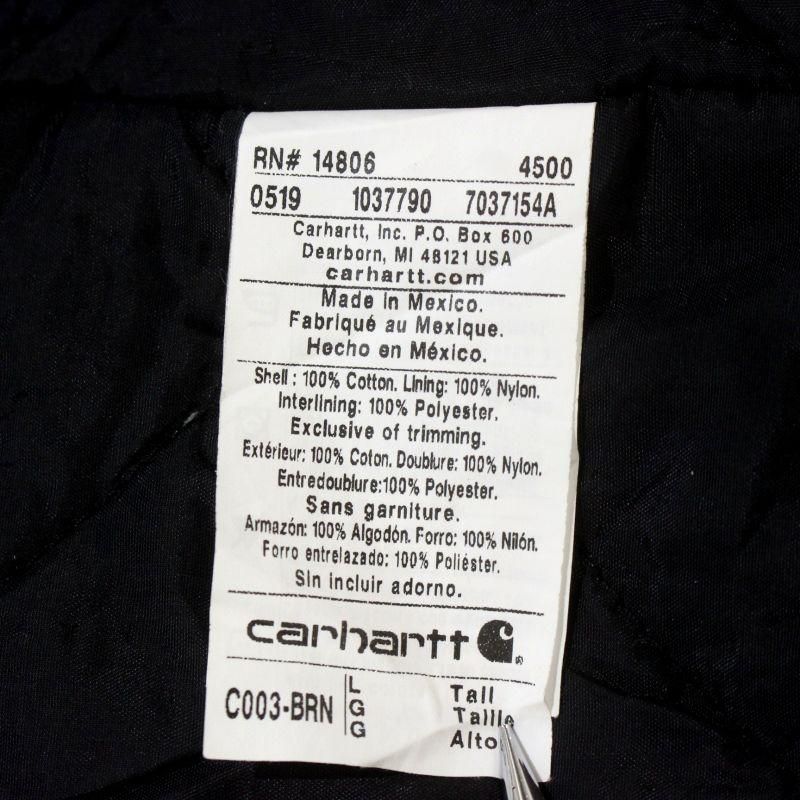 RN# 14806 4500
0519 1037790 7037154A
Carhartt, Inc. P.O. Box 600
Dearborn, MI 48121 USA
carhartt.com
Made in Mexico.
Fabriqué au Mexique.
Hecho en México.
Shell: 100% Cotton. Lining: 100% Nylon.
Interlining: 100% Polyester.
Exclusive of trimming.
Extérieur: 100% Coton. Doublure: 100% Nylon.
Entredoublure:100% Polyester.
Sans garniture.
Armazón: 100% Algodón. Forro: 100% Nilón.
Forro entrelazado: 100% Poliéster.
Sin incluir adorno.
carhartt
C003-BRN
L Tall
G Taille
G Alto